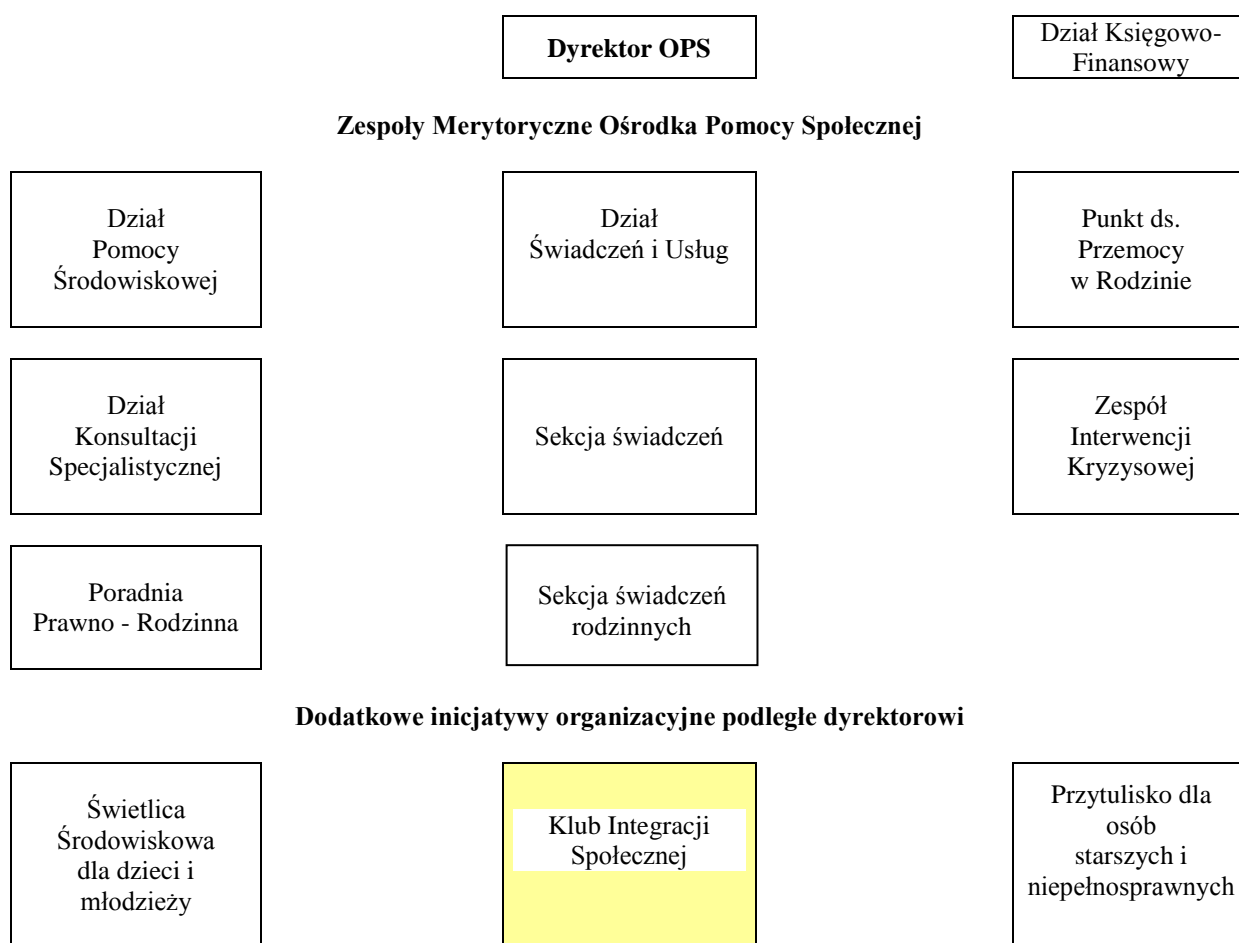 Dyrektor OPS
Dział Księgowo-
Finansowy
Zespoły Merytoryczne Ośrodka Pomocy Społecznej
Dział
Pomocy
Środowiskowej
Dział
Świadczeń i Usług
Punkt ds.
Przemocy
w Rodzinie
Dział
Konsultacji
Specjalistycznej
Sekcja świadczeń
Zespół
Interwencji
Kryzysowej
Poradnia
Prawno - Rodzinna
Sekcja świadczeń
rodzinnych
Dodatkowe inicjatywy organizacyjne podległe dyrektorowi
Świetlica
Środowiskowa
dla dzieci i
młodzieży
Klub Integracji
Społecznej
Przytulisko dla
osób
starszych i
niepełnosprawnych